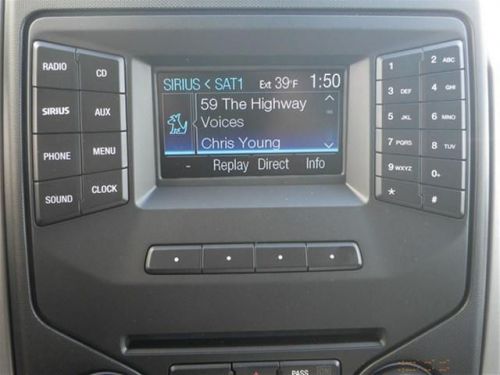 RADIO
CD
SIRIUS
AUX
PHONE
MENU
SOUND
CLOCK
SIRIUS < SAT1 Ext 39°F 1:50
59 The Highway
Voices
Chris Young
- Replay Direct Info
1
2 ABC
3 DEF
4 GHI
5 JKL
6 MNO
7 PQRS
8 TUV
9 WXYZ
0+
*
#
PASS